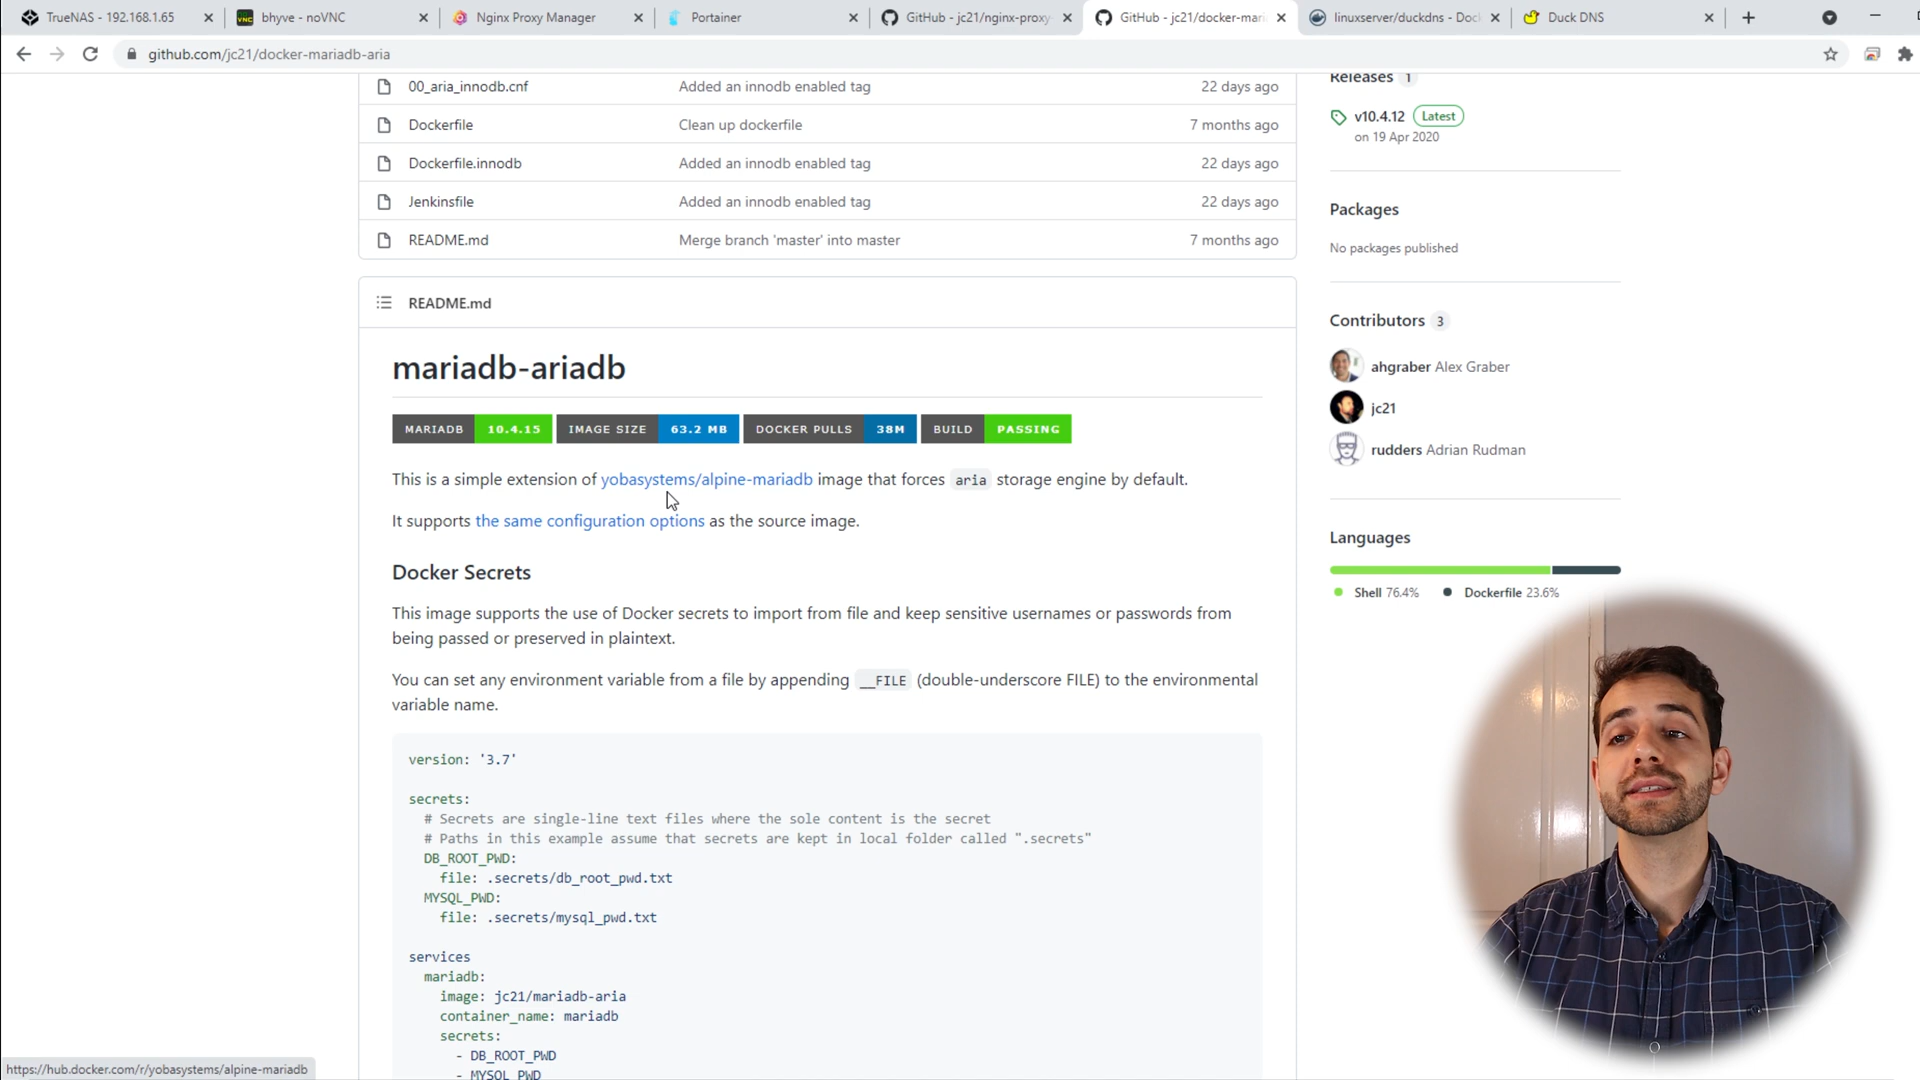 TrueNAS - 192.168.1.65
bhyve - noVNC
Nginx Proxy Manager
Portainer
GitHub - jc21/nginx-proxy-
GitHub - jc21/docker-mari
linuxserver/duckdns - Doc
Duck DNS
github.com/jc21/docker-mariadb-aria
00_aria_innodb.cnf Added an innodb enabled tag 22 days ago
Dockerfile Clean up dockerfile 7 months ago
Dockerfile.innodb Added an innodb enabled tag 22 days ago
Jenkinsfile Added an innodb enabled tag 22 days ago
README.md Merge branch 'master' into master 7 months ago
README.md
mariadb-ariadb
MARIADB 10.4.15 IMAGE SIZE 63.2 MB DOCKER PULLS 38M BUILD PASSING
This is a simple extension of yobasystems/alpine-mariadb image that forces aria storage engine by default.
It supports the same configuration options as the source image.
Docker Secrets
This image supports the use of Docker secrets to import from file and keep sensitive usernames or passwords from
being passed or preserved in plaintext.
You can set any environment variable from a file by appending __FILE (double-underscore FILE) to the environmental
variable name.
version: '3.7'
secrets:
# Secrets are single-line text files where the sole content is the secret
# Paths in this example assume that secrets are kept in local folder called ".secrets"
DB_ROOT_PWD:
file: .secrets/db_root_pwd.txt
MYSQL_PWD:
file: .secrets/mysql_pwd.txt
services
mariadb:
image: jc21/mariadb-aria
container_name: mariadb
secrets:
- DB_ROOT_PWD
- MYSQL_PWD
Releases 1
v10.4.12 Latest
on 19 Apr 2020
Packages
No packages published
Contributors 3
ahgraber Alex Graber
jc21
rudders Adrian Rudman
Languages
Shell 76.4% Dockerfile 23.6%
https://hub.docker.com/r/yobasystems/alpine-mariadb